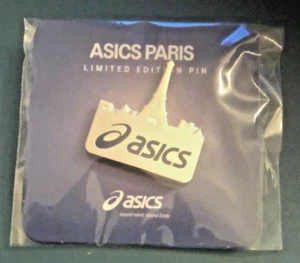 ASICS PARIS
LIMITED EDITION PIN
asics
asics
sound mind, sound body